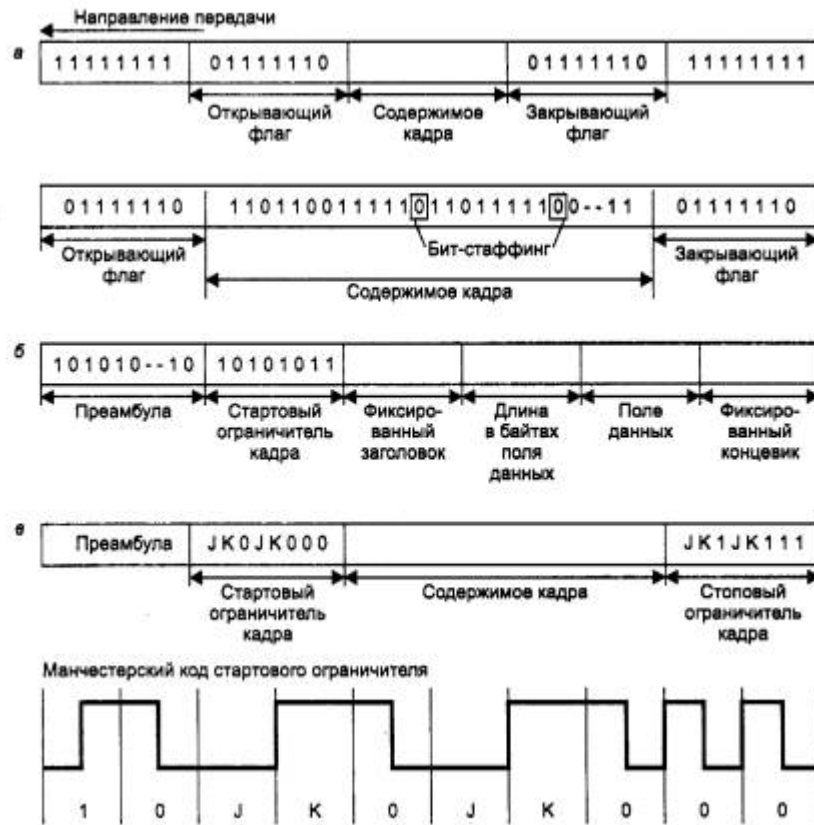 Направление передачи
а
11111111 01111110 01111110 11111111
Открывающий флаг
Содержимое кадра
Закрывающий флаг
01111110 11011001111101101111100--11 01111110
Бит-стаффинг
Открывающий флаг
Содержимое кадра
Закрывающий флаг
б
101010--10 10101011
Преамбула
Стартовый ограничитель кадра
Фиксированный заголовок
Длина в байтах поля данных
Поле данных
Фиксиро-ванный концевик
в
Преамбула JK0JK000 JK1JK111
Стартовый ограничитель кадра
Содержимое кадра
Стоповый ограничитель кадра
Манчестерский код стартового ограничителя
1 0 J K 0 J K 0 0 0